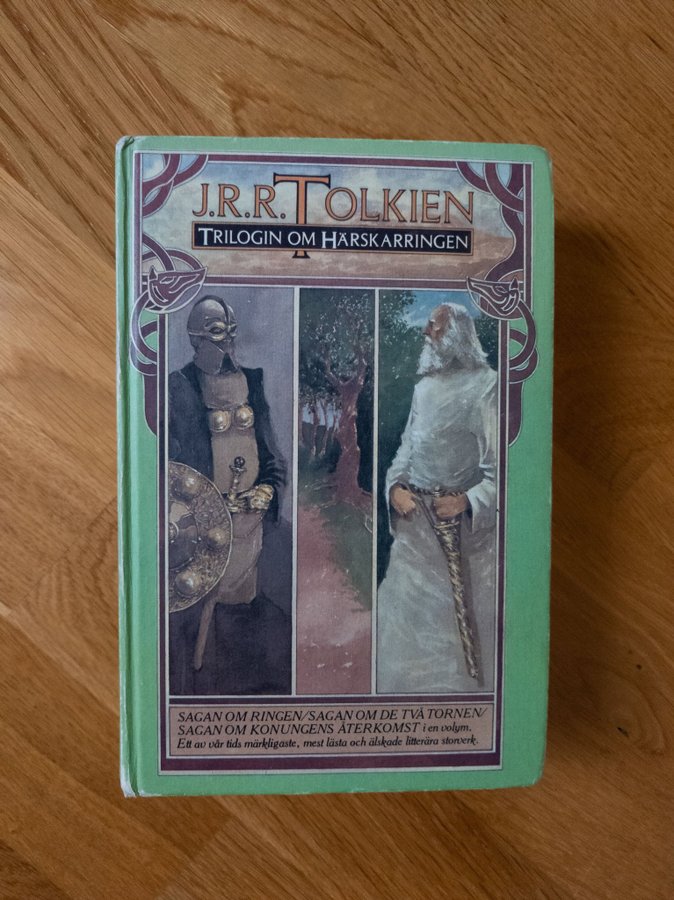 J.R.R. TOLKIEN
TRILOGIN OM HÄRSKARRINGEN
SAGAN OM RINGEN/SAGAN OM DE TVÅ TORNEN/
SAGAN OM KONUNGENS ÅTERKOMST i en volym.
Ett av vår tids märkligaste, mest lästa och älskade litterära storverk.